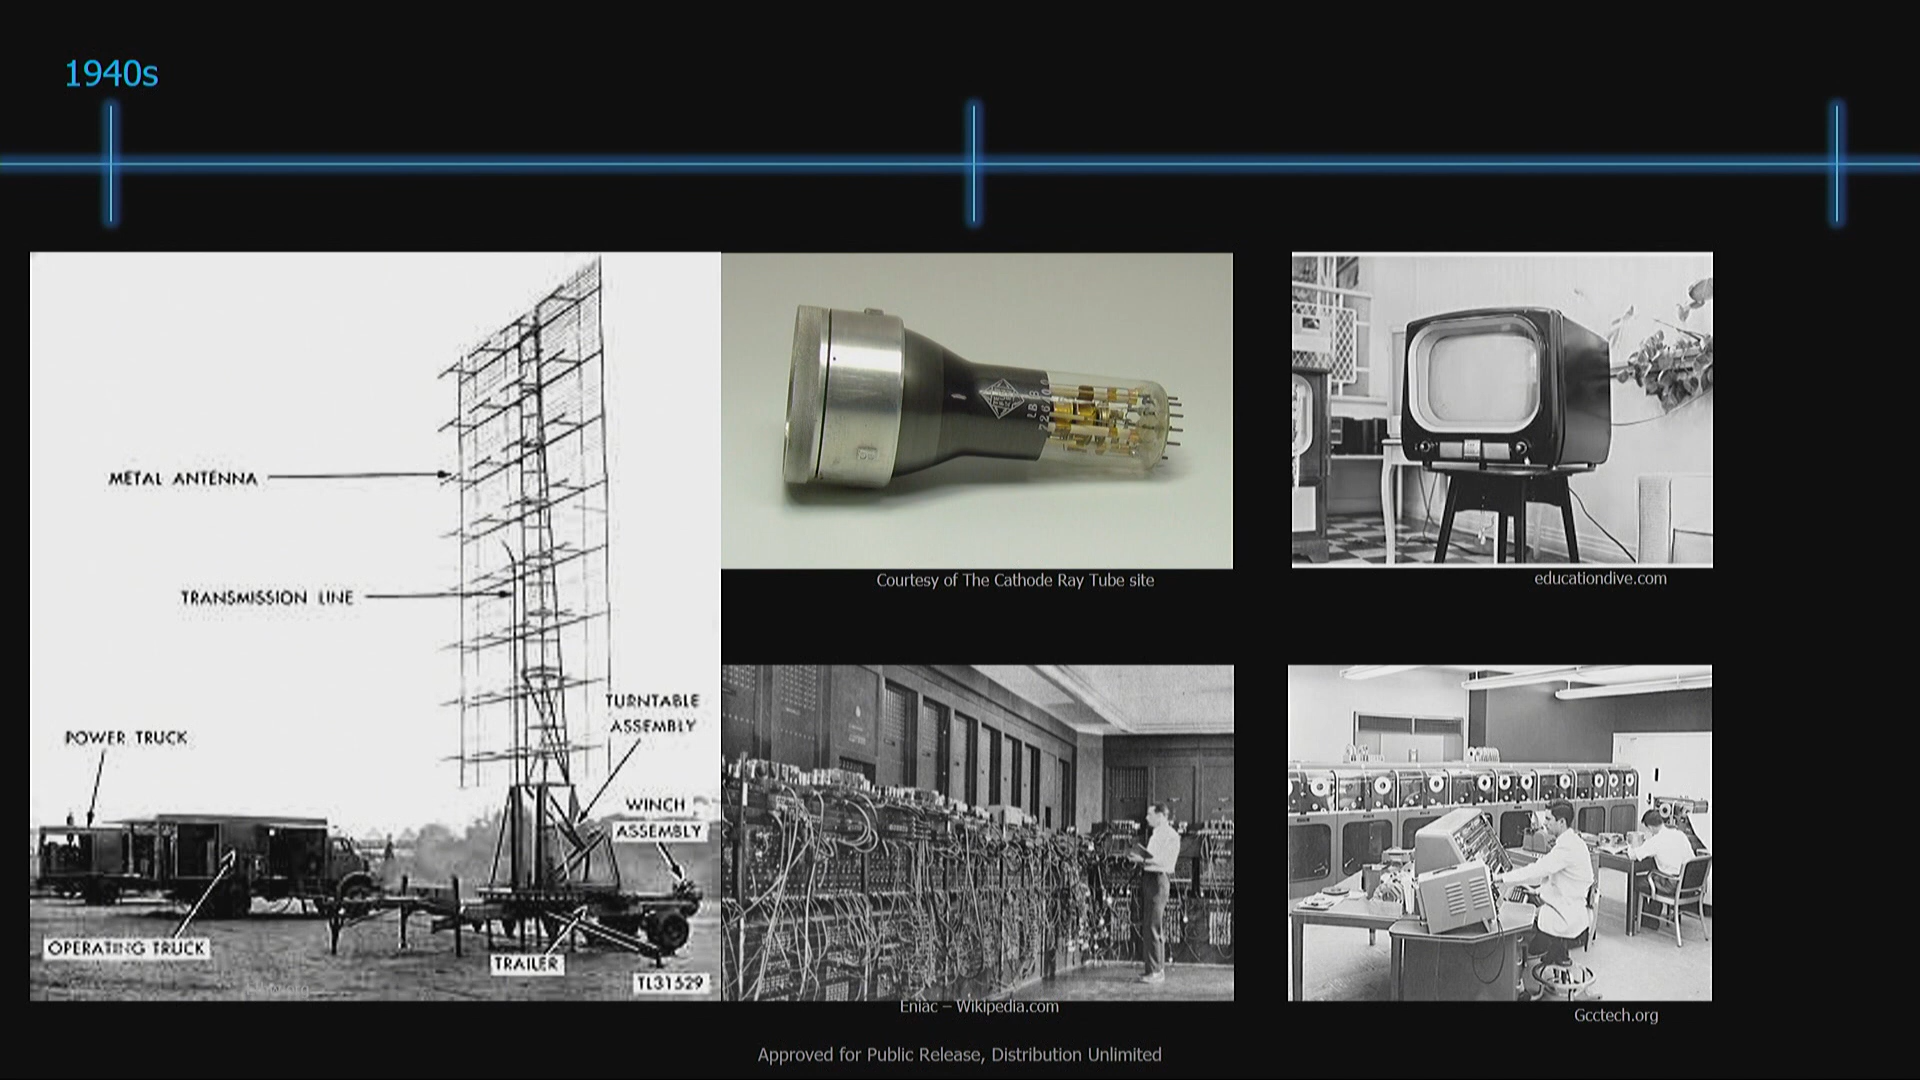 1940s
METAL ANTENNA
TRANSMISSION LINE
TURNTABLE
ASSEMBLY
POWER TRUCK
WINCH
ASSEMBLY
OPERATING TRUCK
TRAILER
TL31529
Courtesy of The Cathode Ray Tube site
educationdive.com
Eniac – Wikipedia.com
Gcctech.org
Approved for Public Release, Distribution Unlimited